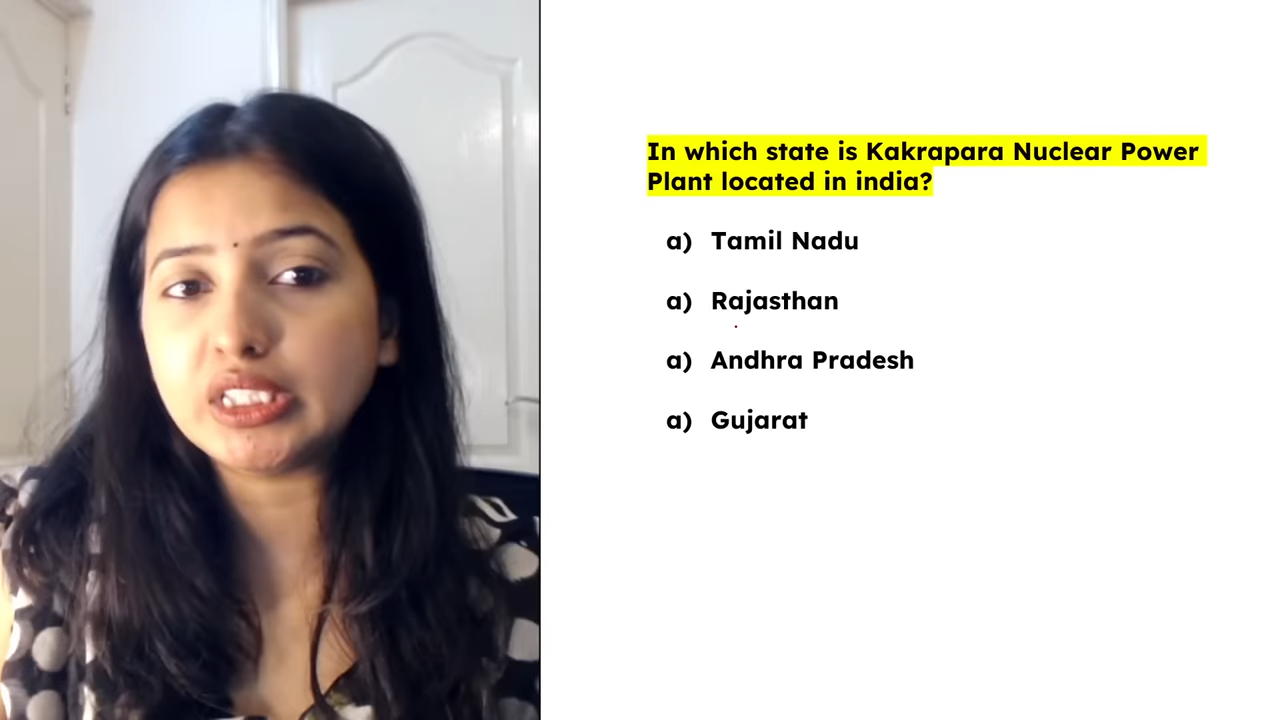 In which state is Kakrapara Nuclear Power
Plant located in india?
a) Tamil Nadu
a) Rajasthan
a) Andhra Pradesh
a) Gujarat